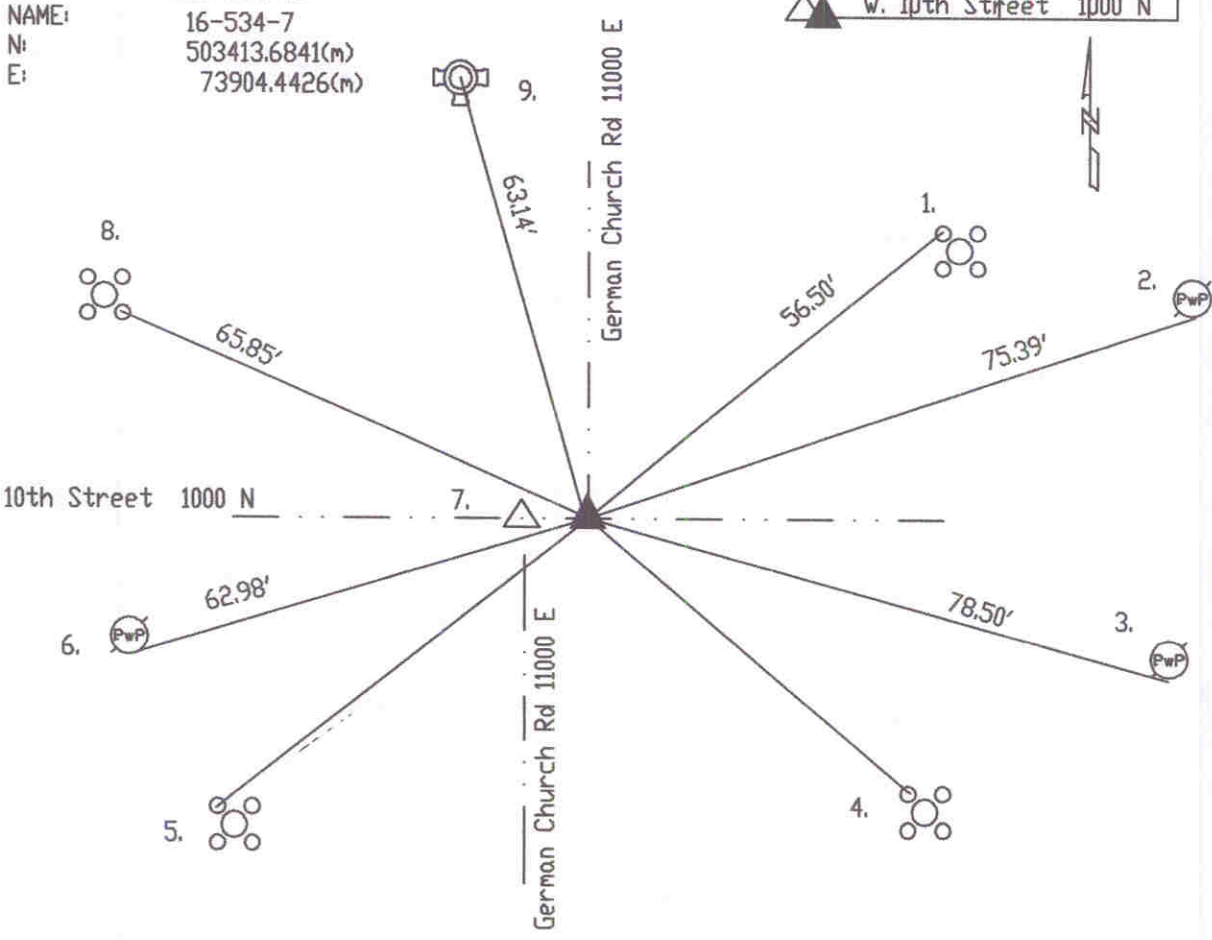 NAME: 16-534-7
N: 503413.6841(m)
E: 73904.4426(m)
W. 10th Street 1000 N
N
German Church Rd 11000 E
9.
63.14'
8.
65.85'
1.
56.50'
2.
PwP
75.39'
10th Street 1000 N
7.
62.98'
6.
PwP
78.50'
3.
PwP
5.
4.
German Church Rd 11000 E